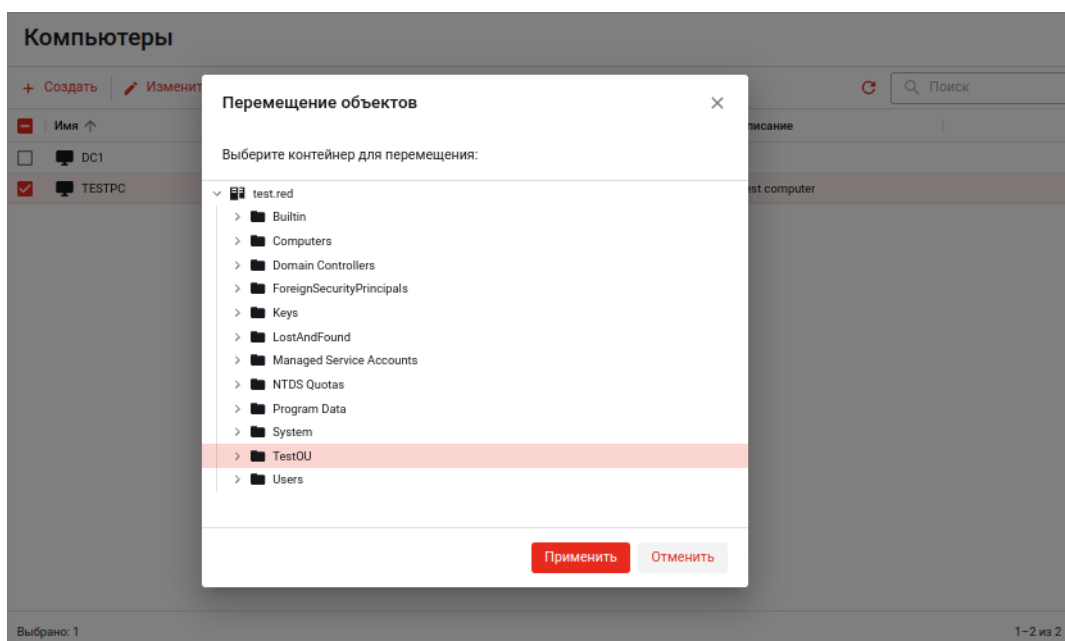 Компьютеры
+ Создать
Изменит
Поиск
Имя
писание
DC1
TESTPC
est computer
Перемещение объектов
Выберите контейнер для перемещения:
test.red
Builtin
Computers
Domain Controllers
ForeignSecurityPrincipals
Keys
LostAndFound
Managed Service Accounts
NTDS Quotas
Program Data
System
TestOU
Users
Применить
Отменить
Выбрано: 1
1–2 из 2